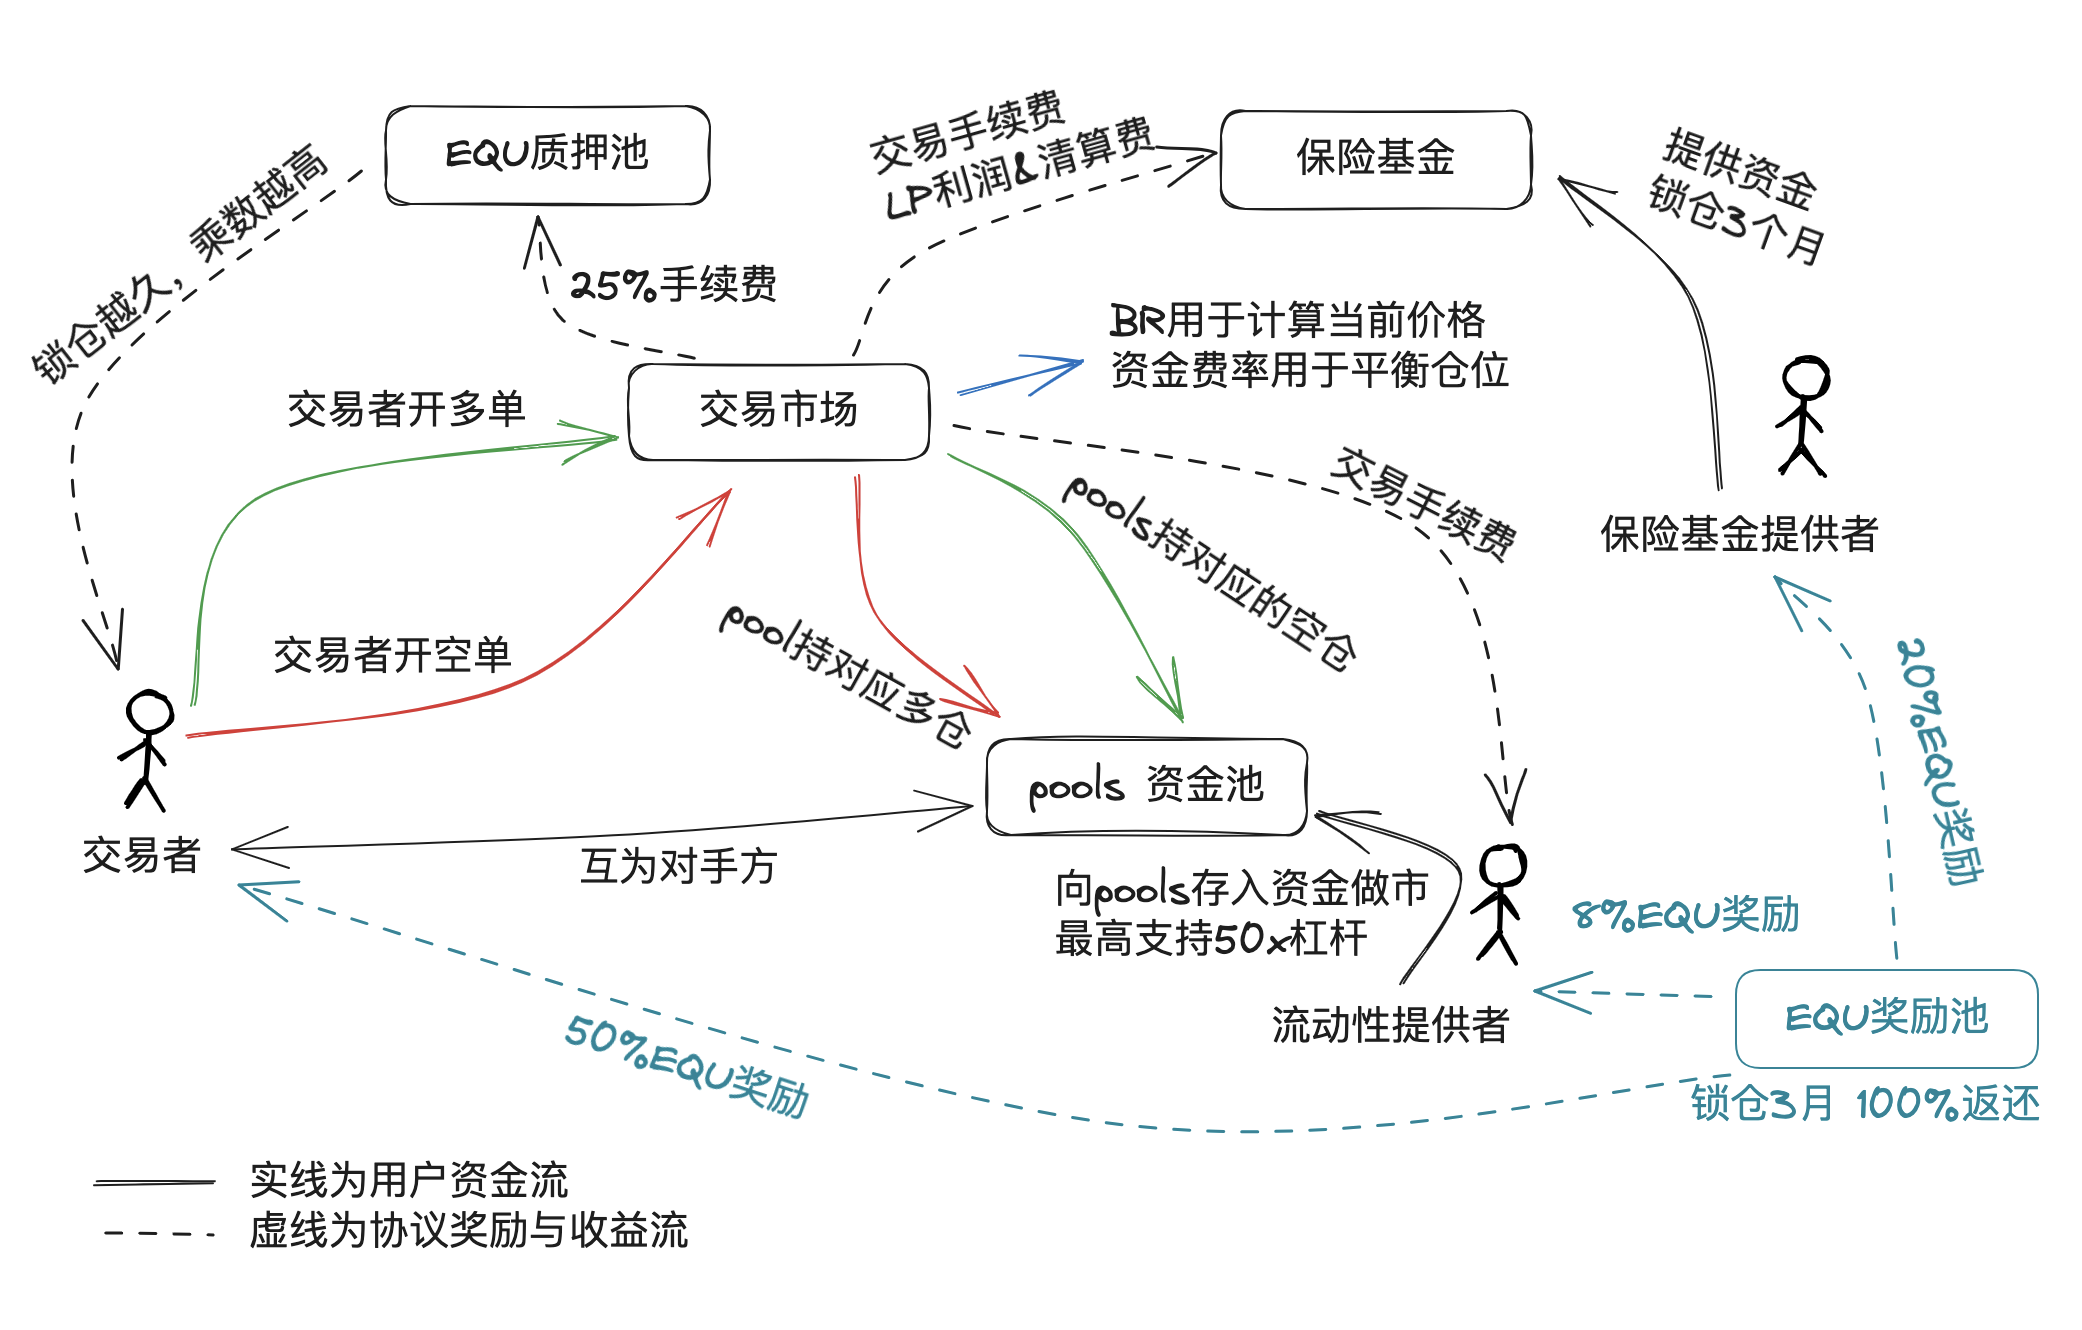 EQU质押池
交易手续费
LP利润&清算费
保险基金
提供资金
锁仓3个月
锁仓越久，乘数越高
25%手续费
BR用于计算当前价格
资金费率用于平衡仓位
交易者开多单
交易市场
交易手续费
pools持对应的空仓
保险基金提供者
交易者开空单
pool持对应多仓
20%EQU奖励
pools 资金池
交易者
互为对手方
向pools存入资金做市
最高支持50x杠杆
8%EQU奖励
流动性提供者
EQU奖励池
50%EQU奖励
锁仓3月 100%返还
实线为用户资金流
虚线为协议奖励与收益流